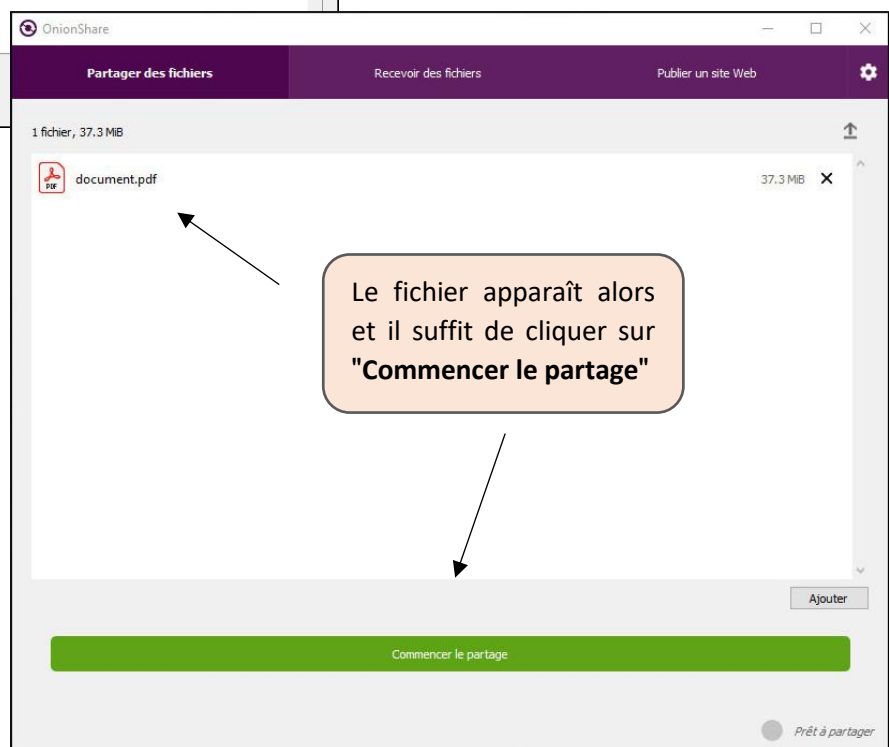 OnionShare
Partager des fichiers Recevoir des fichiers Publier un site Web
1 fichier, 37.3 MiB
PDF document.pdf 37.3 MiB
Le fichier apparaît alors
et il suffit de cliquer sur
"Commencer le partage"
Ajouter
Commencer le partage
Prêt à partager